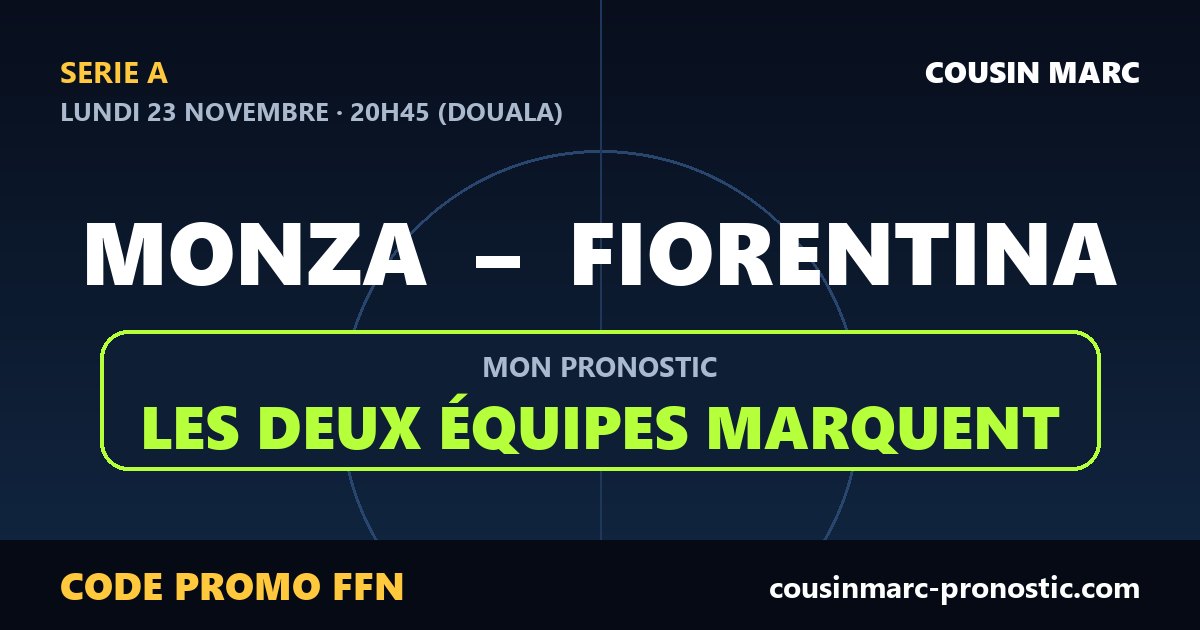 SERIE A
COUSIN MARC
LUNDI 23 NOVEMBRE · 20H45 (DOUALA)
MONZA – FIORENTINA
MON PRONOSTIC
LES DEUX ÉQUIPES MARQUENT
CODE PROMO FFN
cousinmarc-pronostic.com